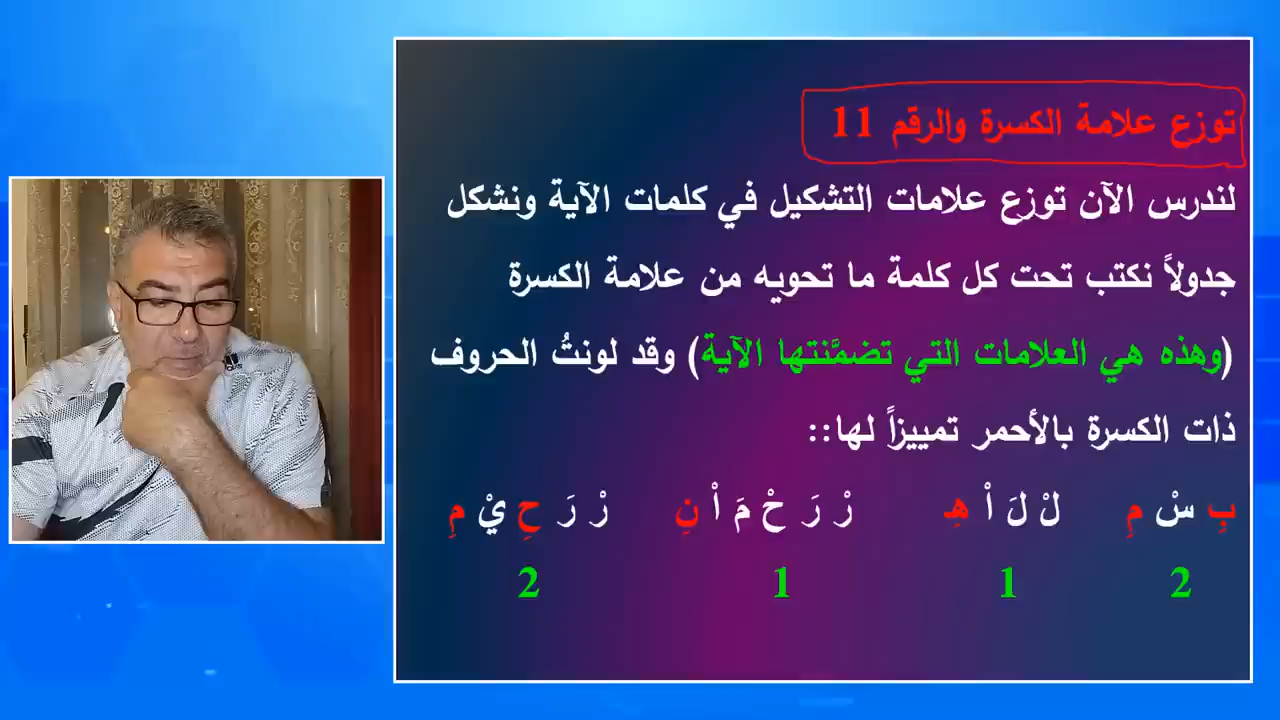 توزع علامة الكسرة والرقم 11
لندرس الآن توزع علامات التشكيل في كلمات الآية ونشكل
جدولاً نكتب تحت كل كلمة ما تحويه من علامة الكسرة
(وهذه هي العلامات التي تضمَّنتها الآية) وقد لونتُ الحروف
ذات الكسرة بالأحمر تمييزاً لها::
بِ سْ مِ لْ لَ اْ هِ رْ رَ حْ مَ اْ نِ رْ رَ حِ يْ مِ
2 1 1 2